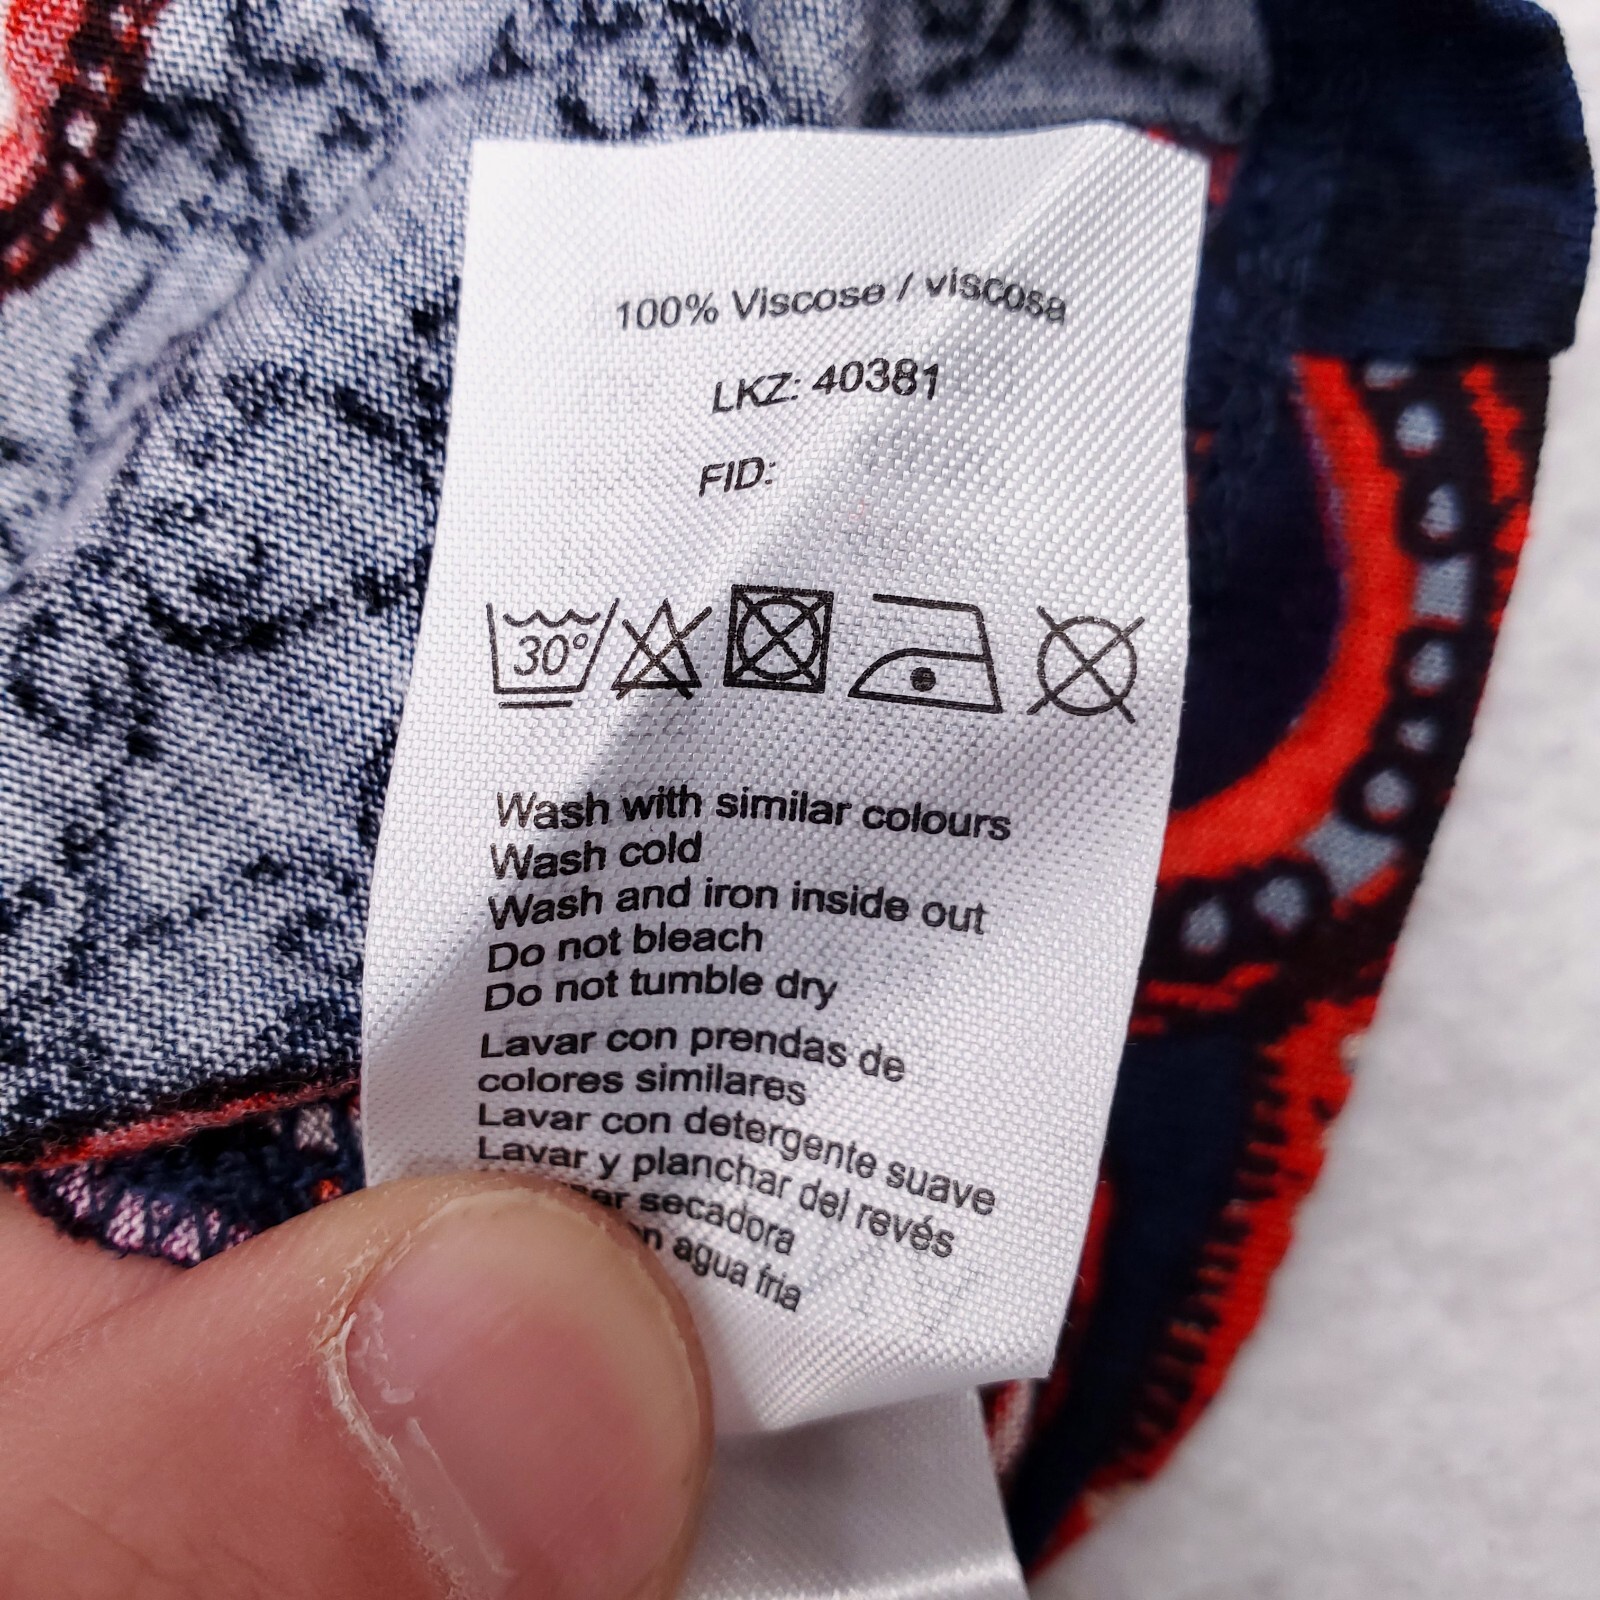 100% Viscose / viscosa
LKZ: 40381
FID:
30°
Wash with similar colours
Wash cold
Wash and iron inside out
Do not bleach
Do not tumble dry
Lavar con prendas de
colores similares
Lavar con detergente suave
Lavar y planchar del revés
secadora
agua fria